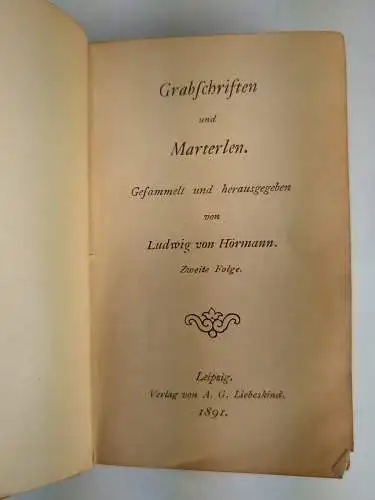 Grabſchriften
und
Marterlen.
Geſammelt und herausgegeben
von
Ludwig von Hörmann.
Zweite Folge.
Leipzig.
Verlag von A. G. Liebeskind.
1891.